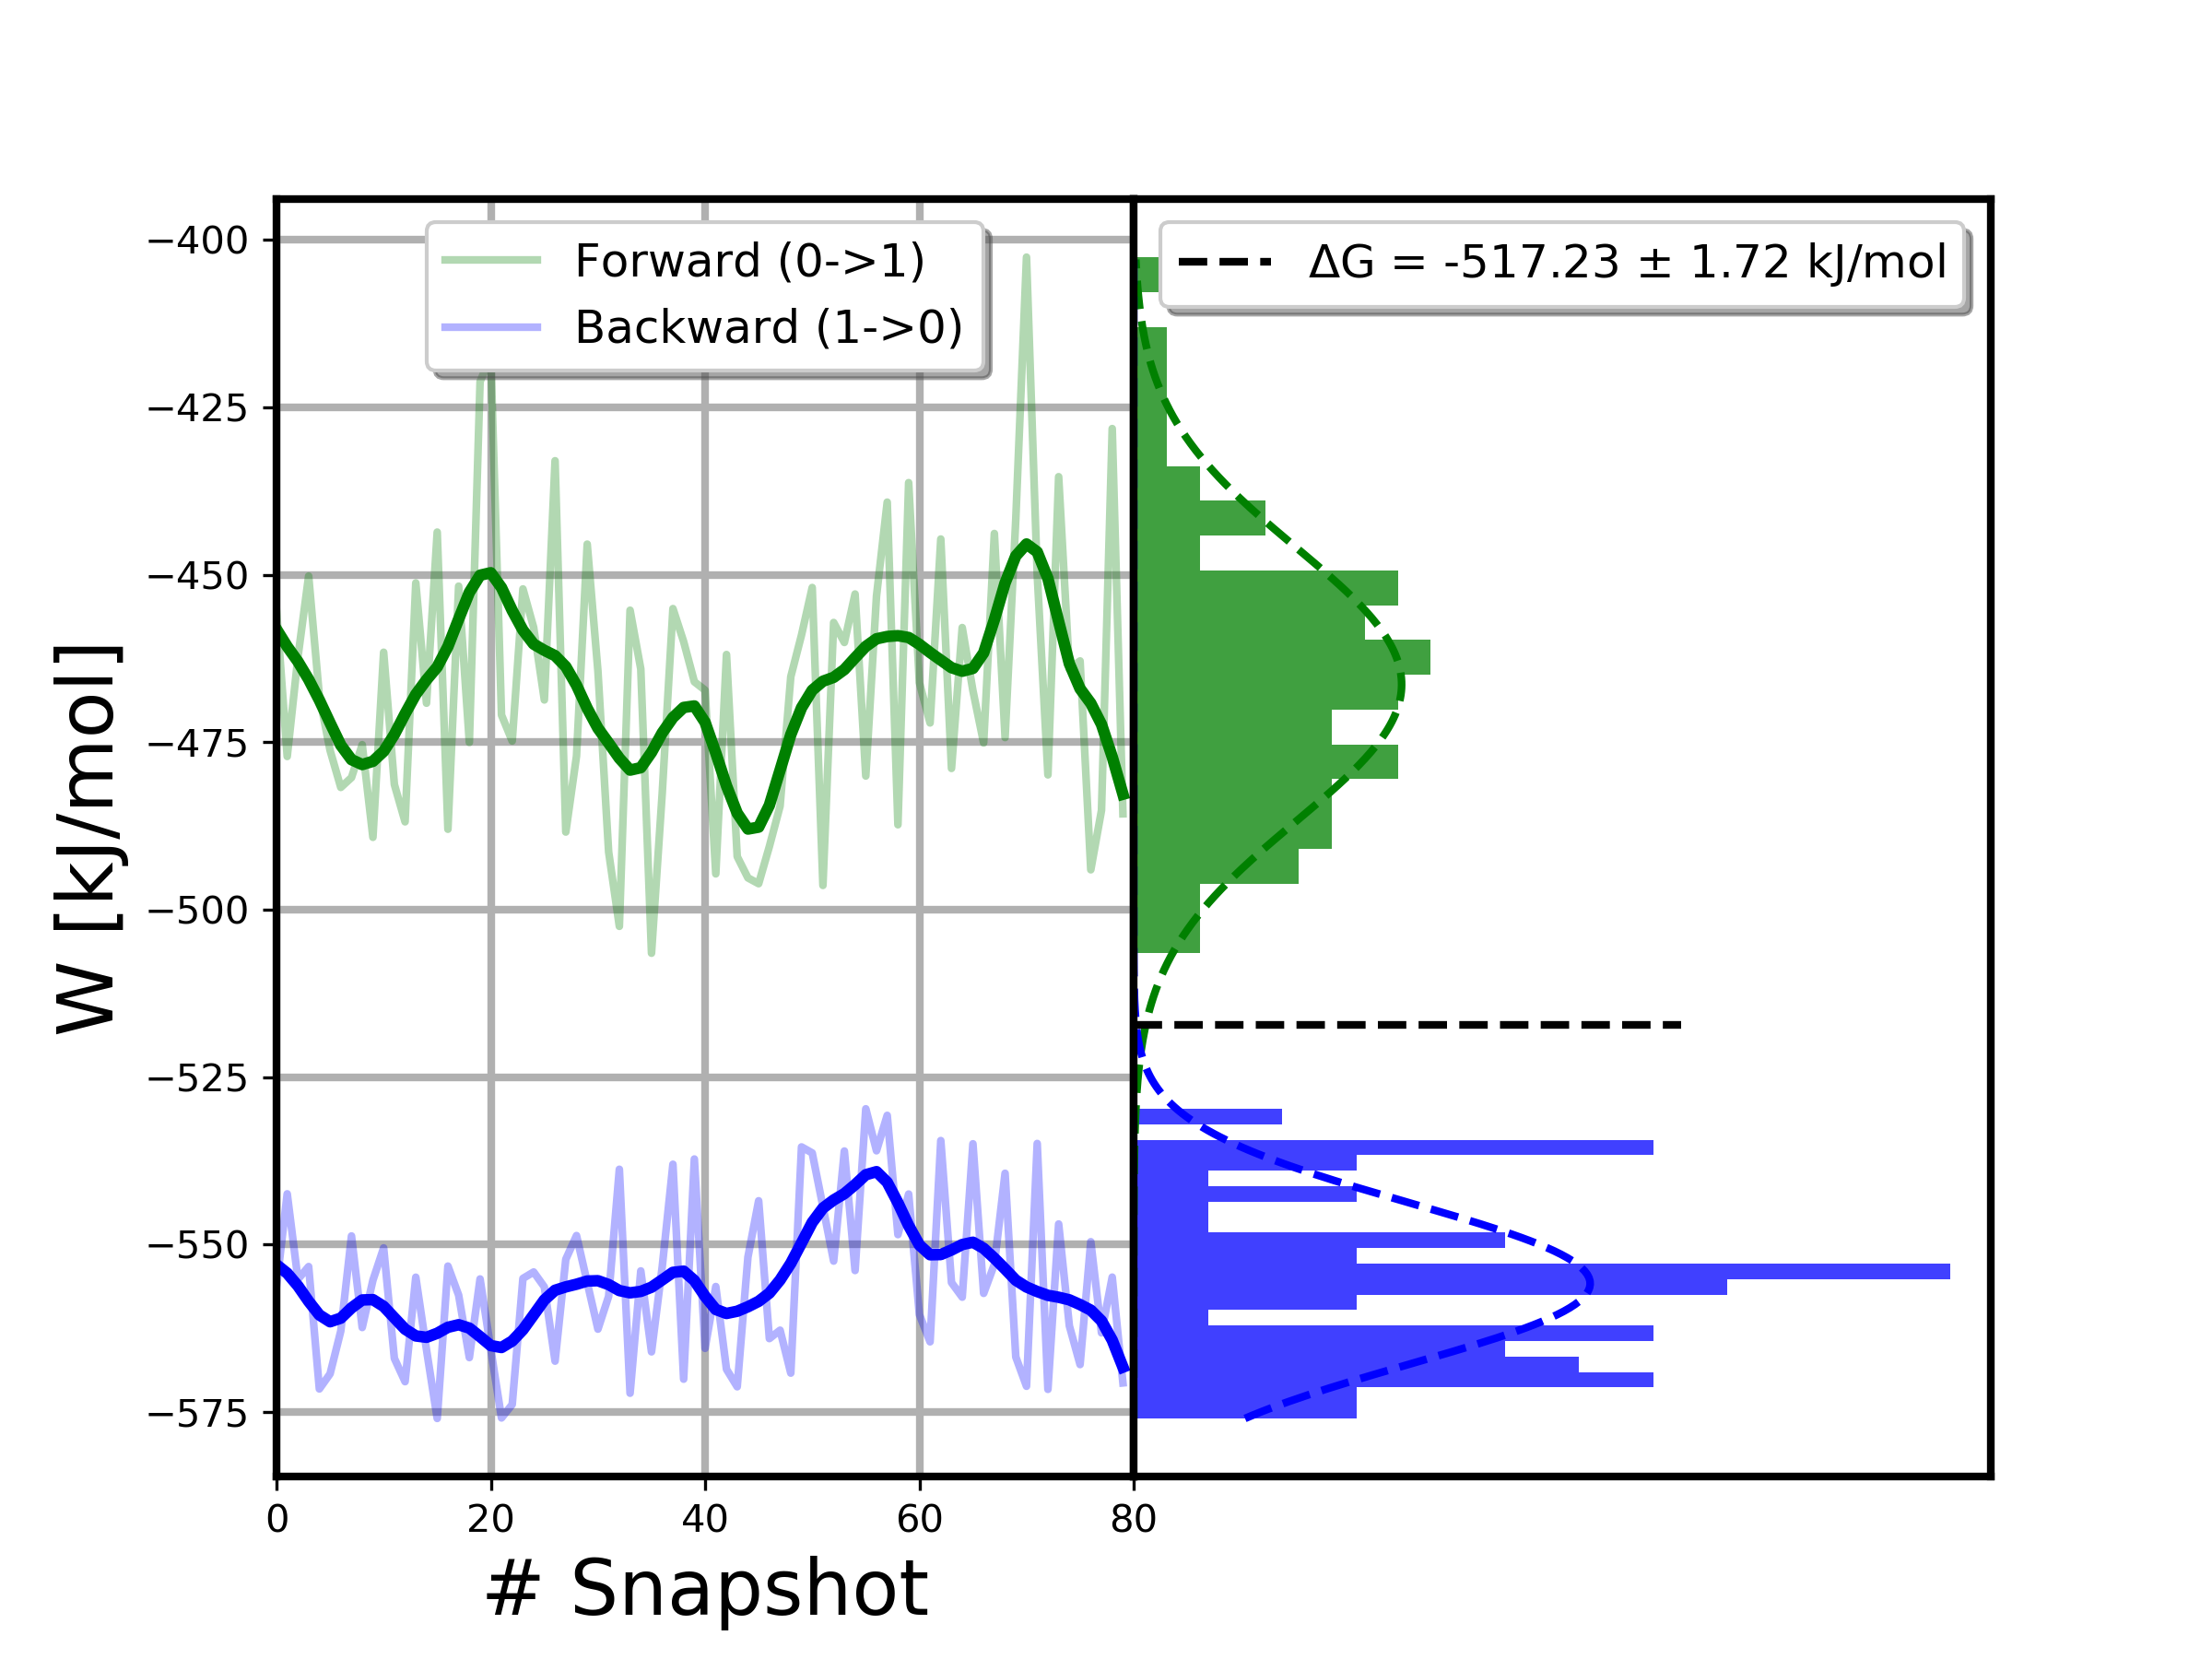 Forward (0->1)
Backward (1->0)
ΔG = -517.23 ± 1.72 kJ/mol
W [kJ/mol]
−400
−425
−450
−475
−500
−525
−550
−575
0 20 40 60 80
# Snapshot